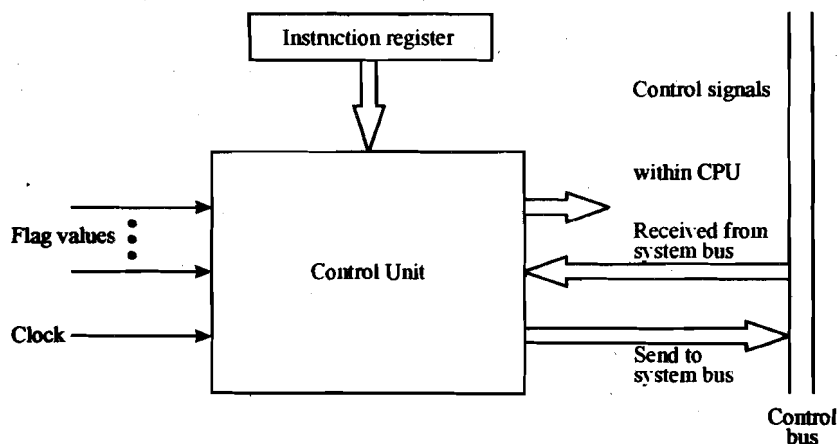 Instruction register
Control signals
within CPU
Flag values
Received from
system bus
Control Unit
Clock
Send to
system bus
Control
bus